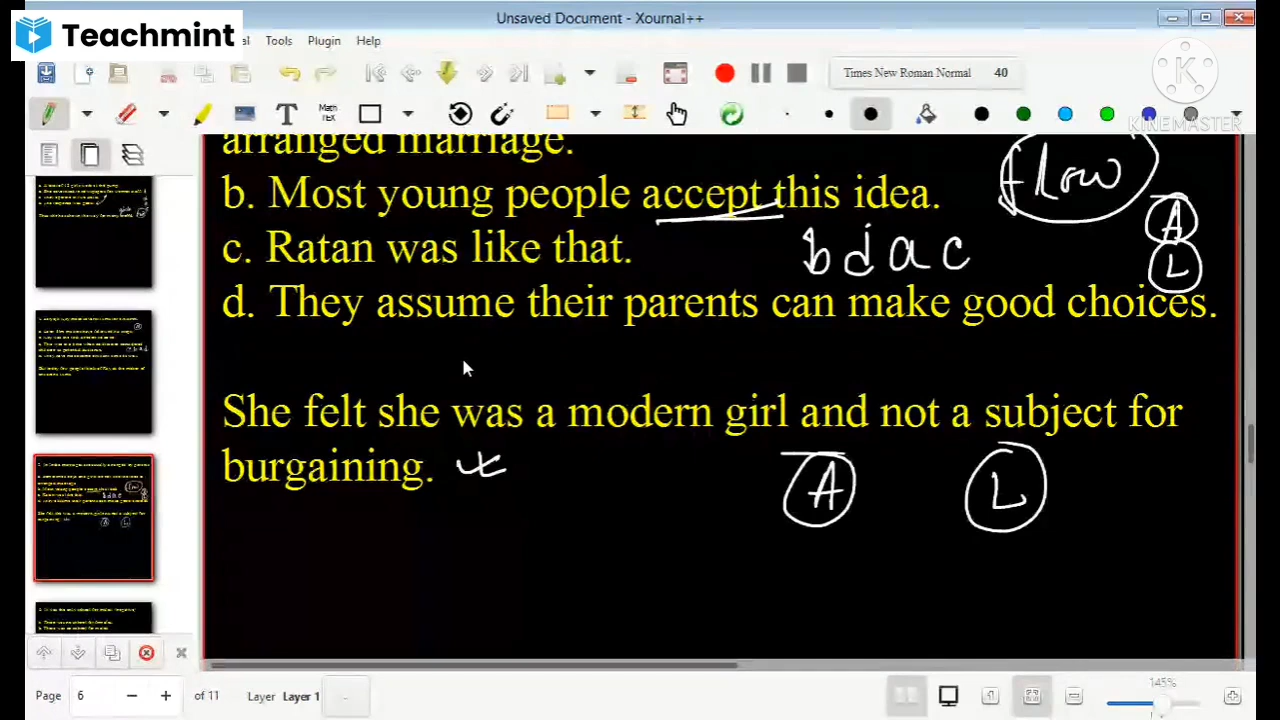 Unsaved Document - Xournal++
Teachmint
Tools Plugin Help
Times New Roman Normal 40
K
KINEMASTER
arranged marriage.
flow
b. Most young people accept this idea.
A
c. Ratan was like that.
b d a c
L
d. They assume their parents can make good choices.
She felt she was a modern girl and not a subject for
burgaining.
A L
Page 6 of 11 Layer Layer 1
145%